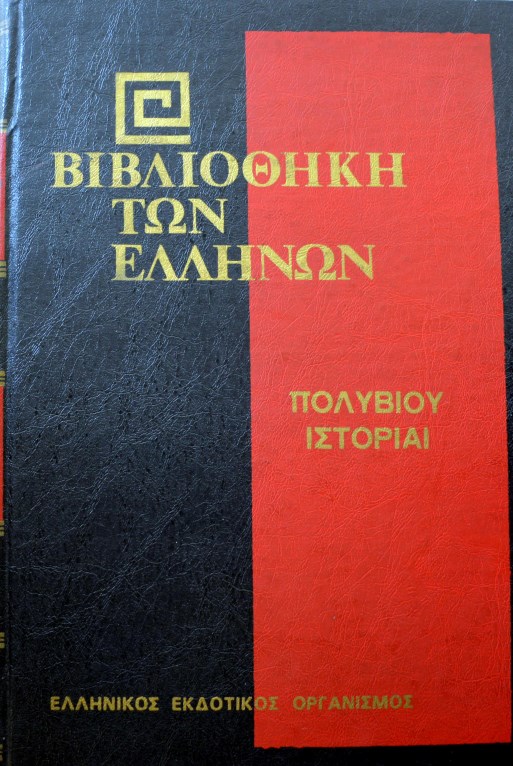 ΒΙΒΛΙΟΘΗΚΗ
ΤΩΝ
ΕΛΛΗΝΩΝ
ΠΟΛΥΒΙΟΥ
ΙΣΤΟΡΙΑΙ
ΕΛΛΗΝΙΚΟΣ ΕΚΔΟΤΙΚΟΣ ΟΡΓΑΝΙΣΜΟΣ